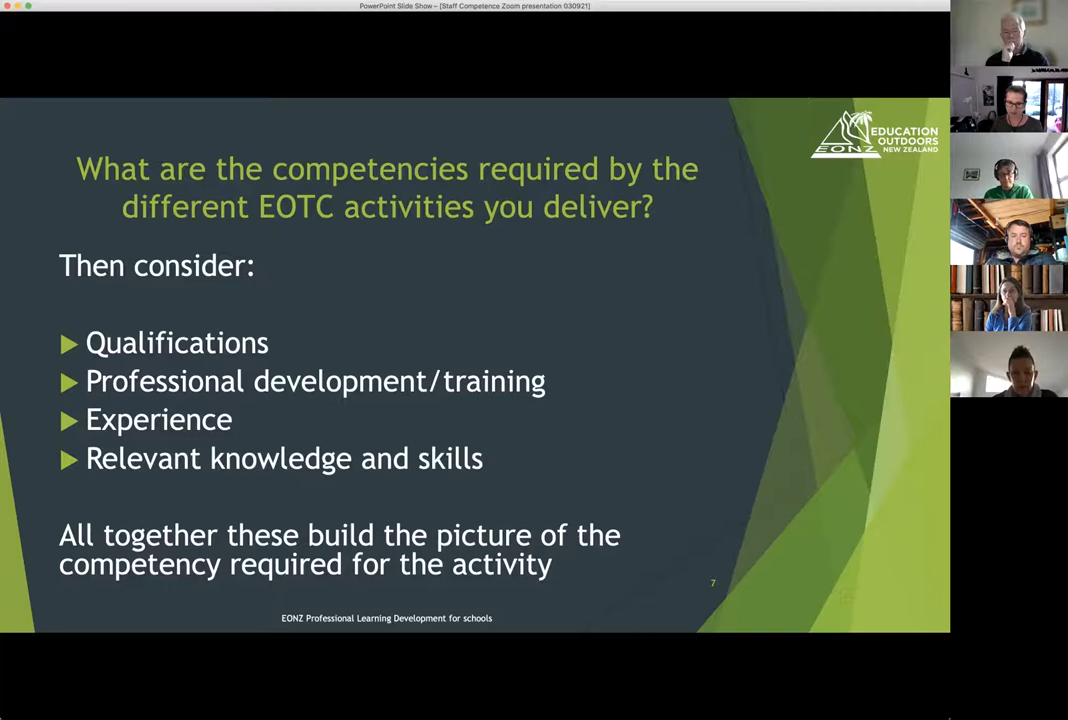 PowerPoint Slide Show – [Staff Competence Zoom presentation 030921]
EDUCATION
OUTDOORS
NEW ZEALAND
EONZ
What are the competencies required by the
different EOTC activities you deliver?
Then consider:
Qualifications
Professional development/training
Experience
Relevant knowledge and skills
All together these build the picture of the
competency required for the activity
7
EONZ Professional Learning Development for schools